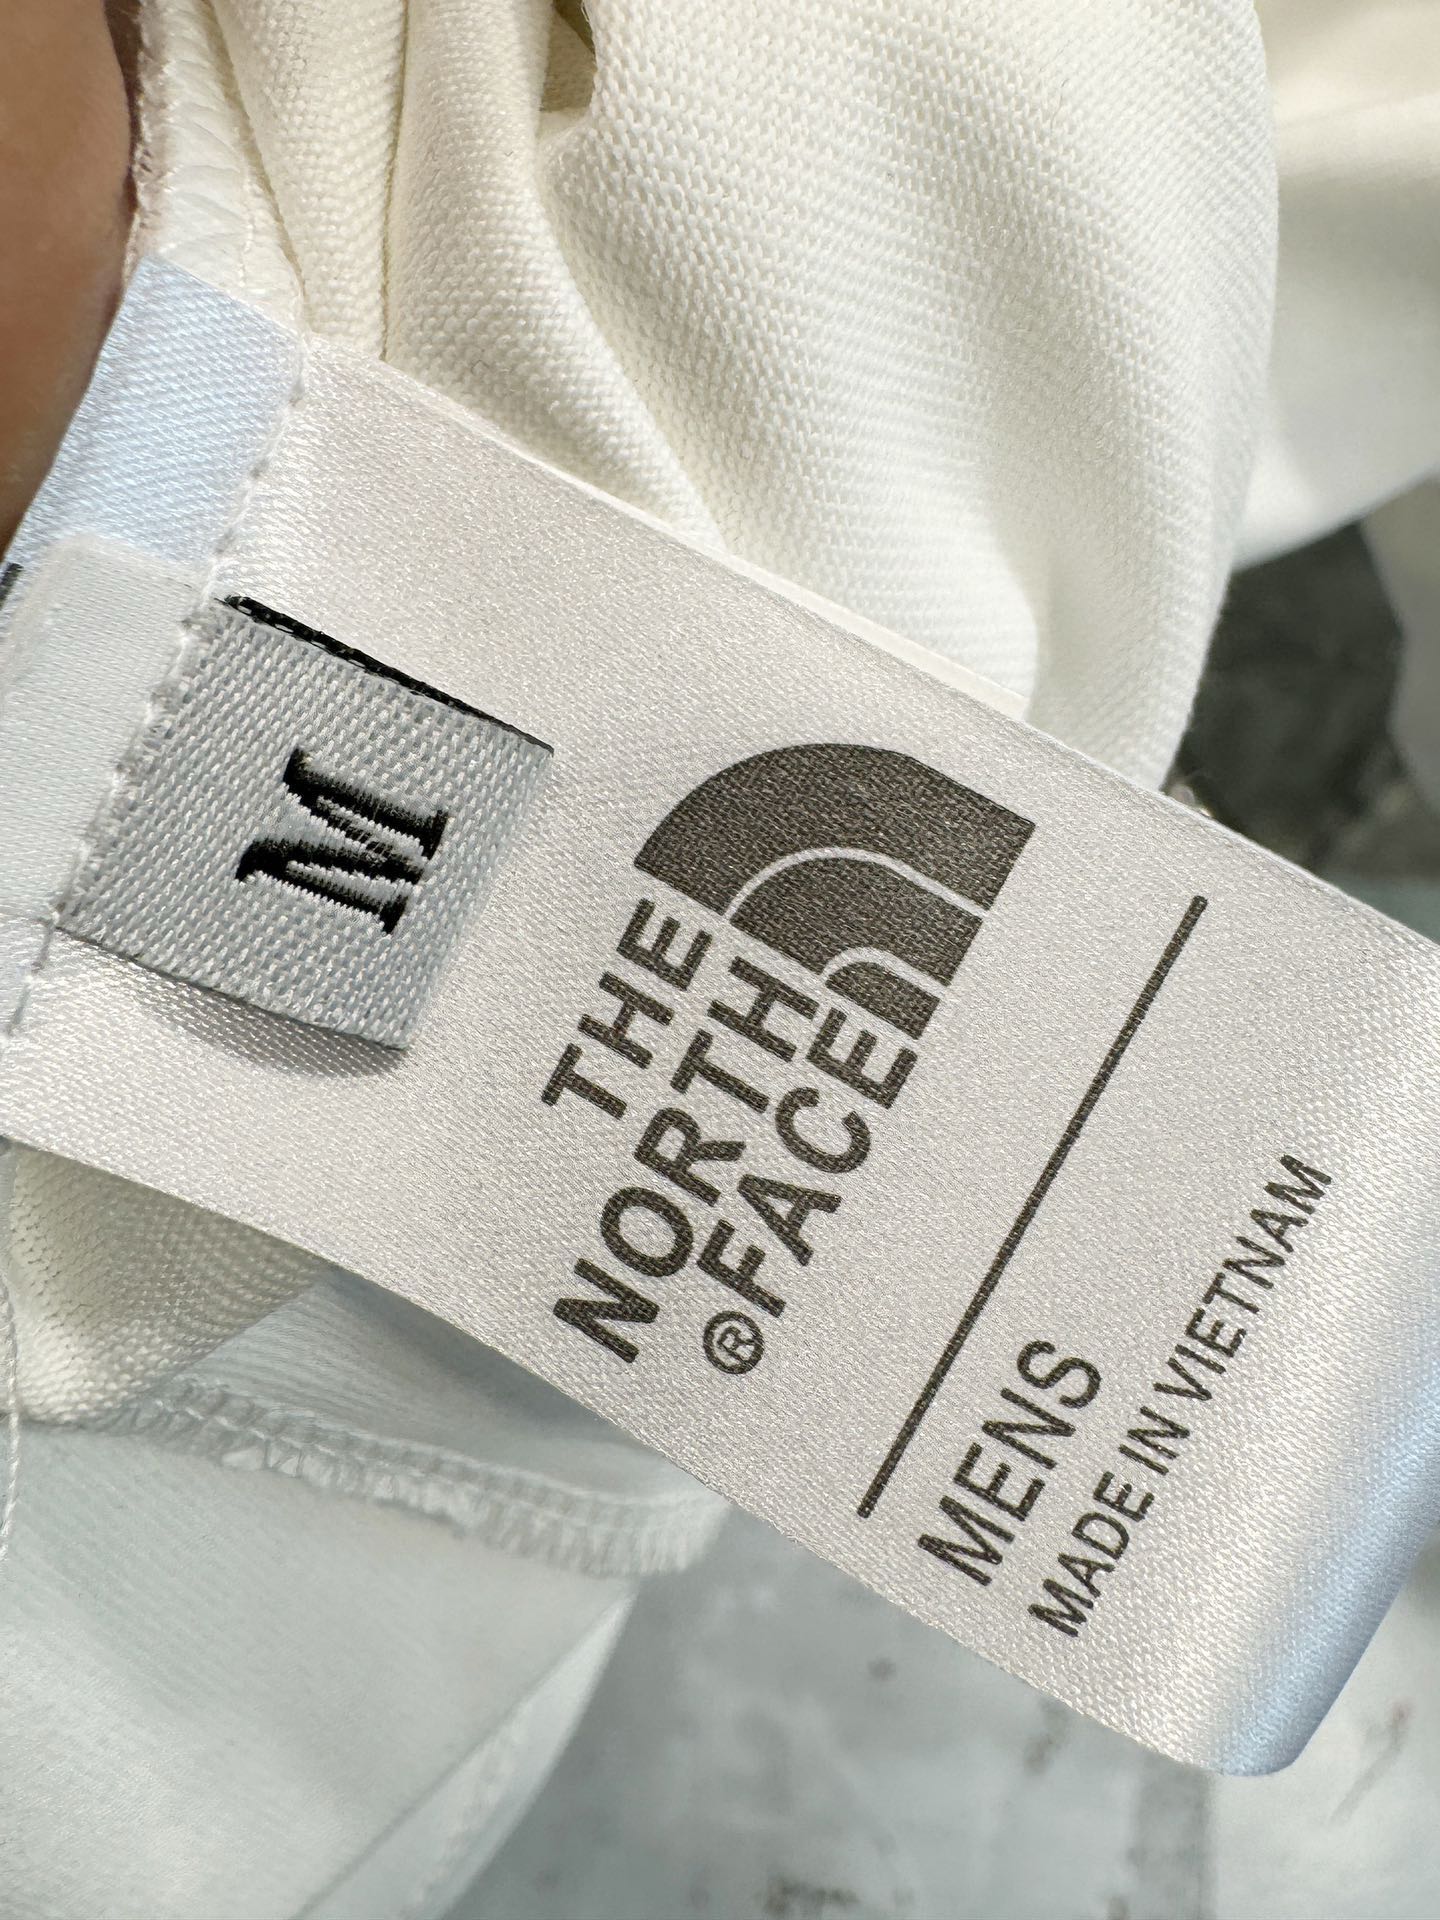 M
THE
NORTH
®FACE
MENS
MADE IN VIETNAM